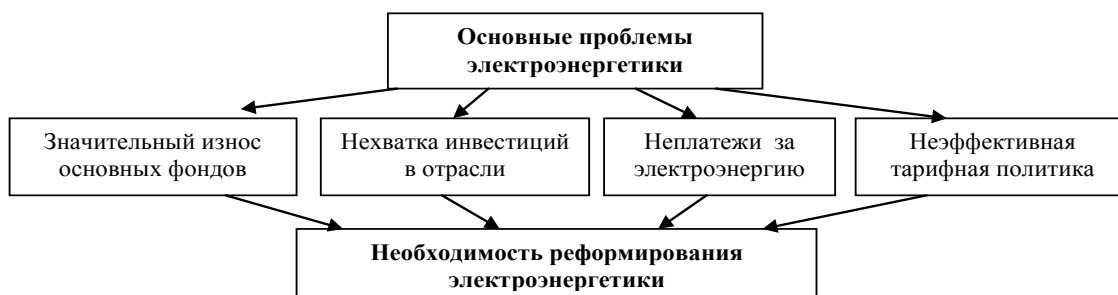 Основные проблемы
электроэнергетики
Значительный износ
основных фондов
Нехватка инвестиций
в отрасли
Неплатежи за
электроэнергию
Неэффективная
тарифная политика
Необходимость реформирования
электроэнергетики